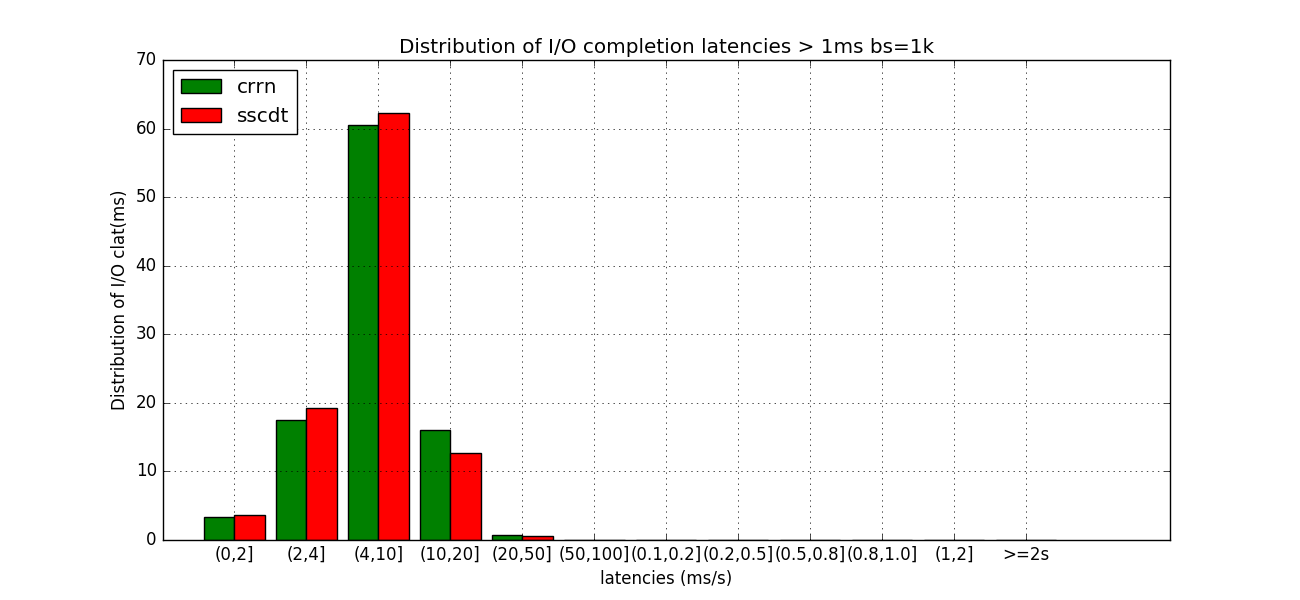 Distribution of I/O completion latencies > 1ms bs=1k
70
60
50
40
30
20
10
0
Distribution of I/O clat(ms)
crrn
sscdt
(0,2] (2,4] (4,10] (10,20] (20,50] (50,100] (0.1,0.2] (0.2,0.5] (0.5,0.8] (0.8,1.0] (1,2] >=2s
latencies (ms/s)